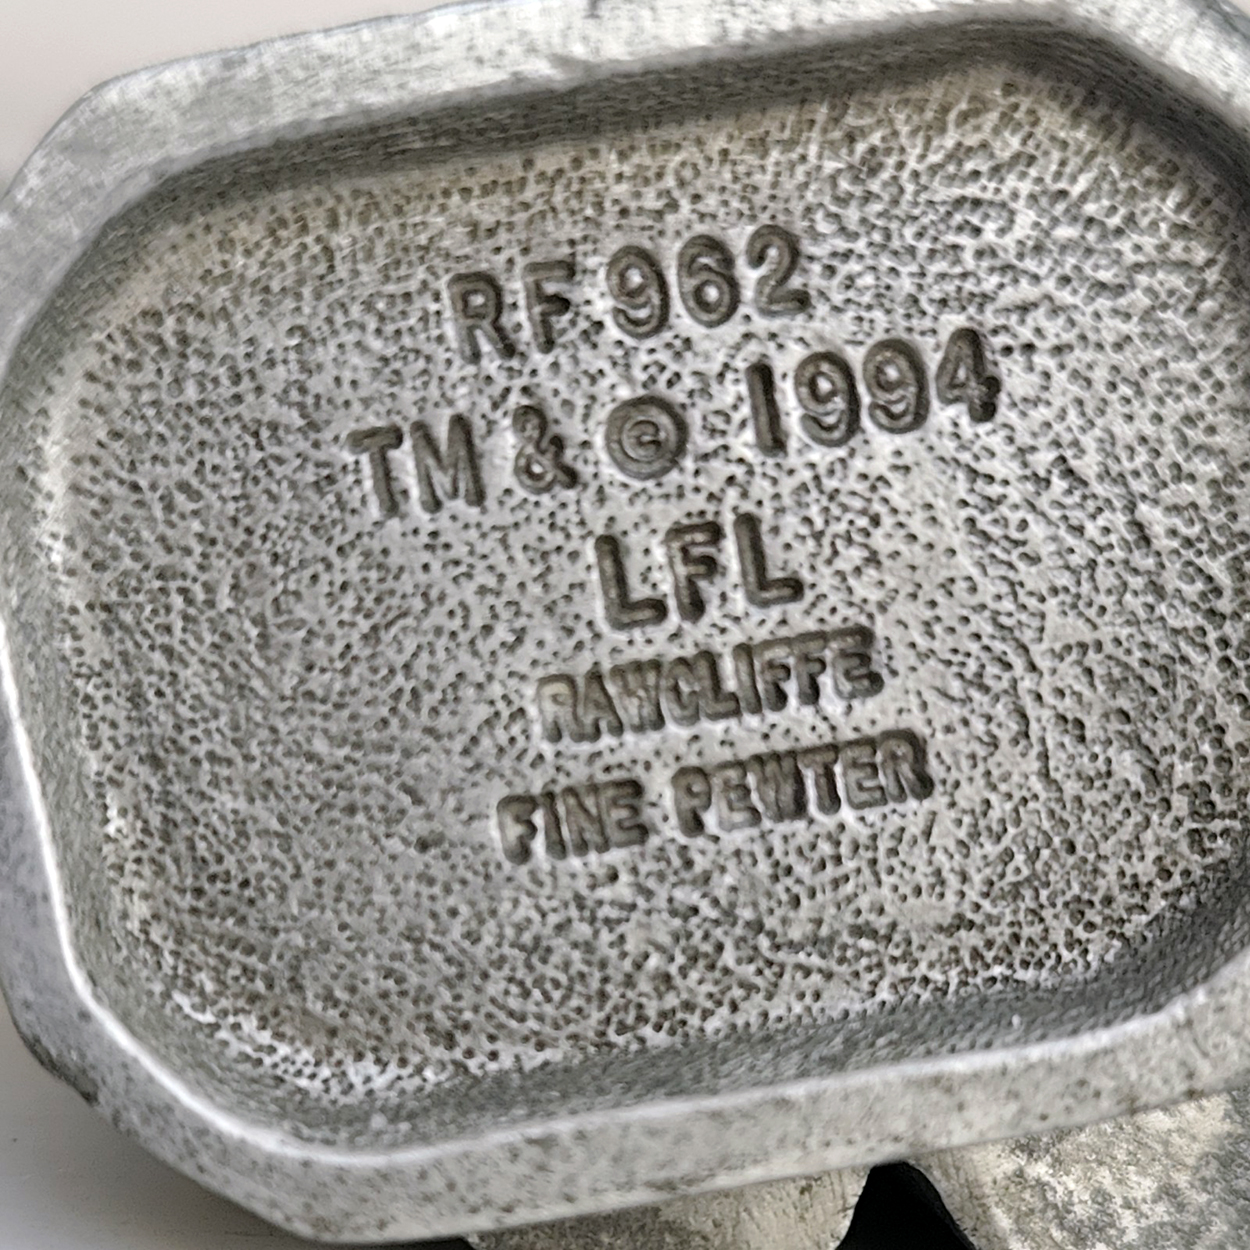 RF 962
TM & © 1994
LFL
RAWCLIFFE
FINE PEWTER